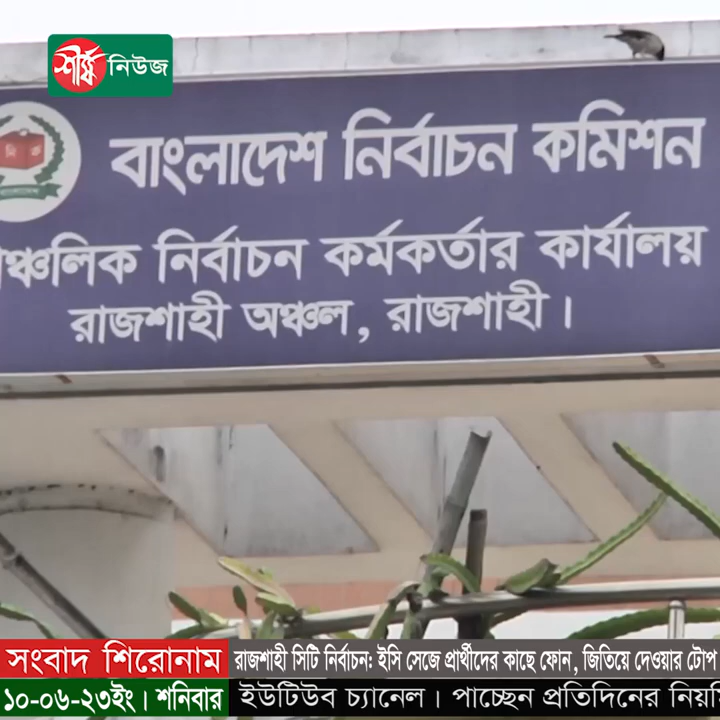 শীর্ষ নিউজ
নি ক
বাংলাদেশ
বাংলাদেশ নির্বাচন কমিশন
ঞ্চলিক নির্বাচন কর্মকর্তার কার্যালয়
রাজশাহী অঞ্চল, রাজশাহী।
সংবাদ শিরোনাম
রাজশাহী সিটি নির্বাচন: ইসি সেজে প্রার্থীদের কাছে ফোন, জিতিয়ে দেওয়ার টোপ
১০-০৬-২৩ইং। শনিবার
ইউটিউব চ্যানেল। পাচ্ছেন প্রতিদিনের নিয়মি